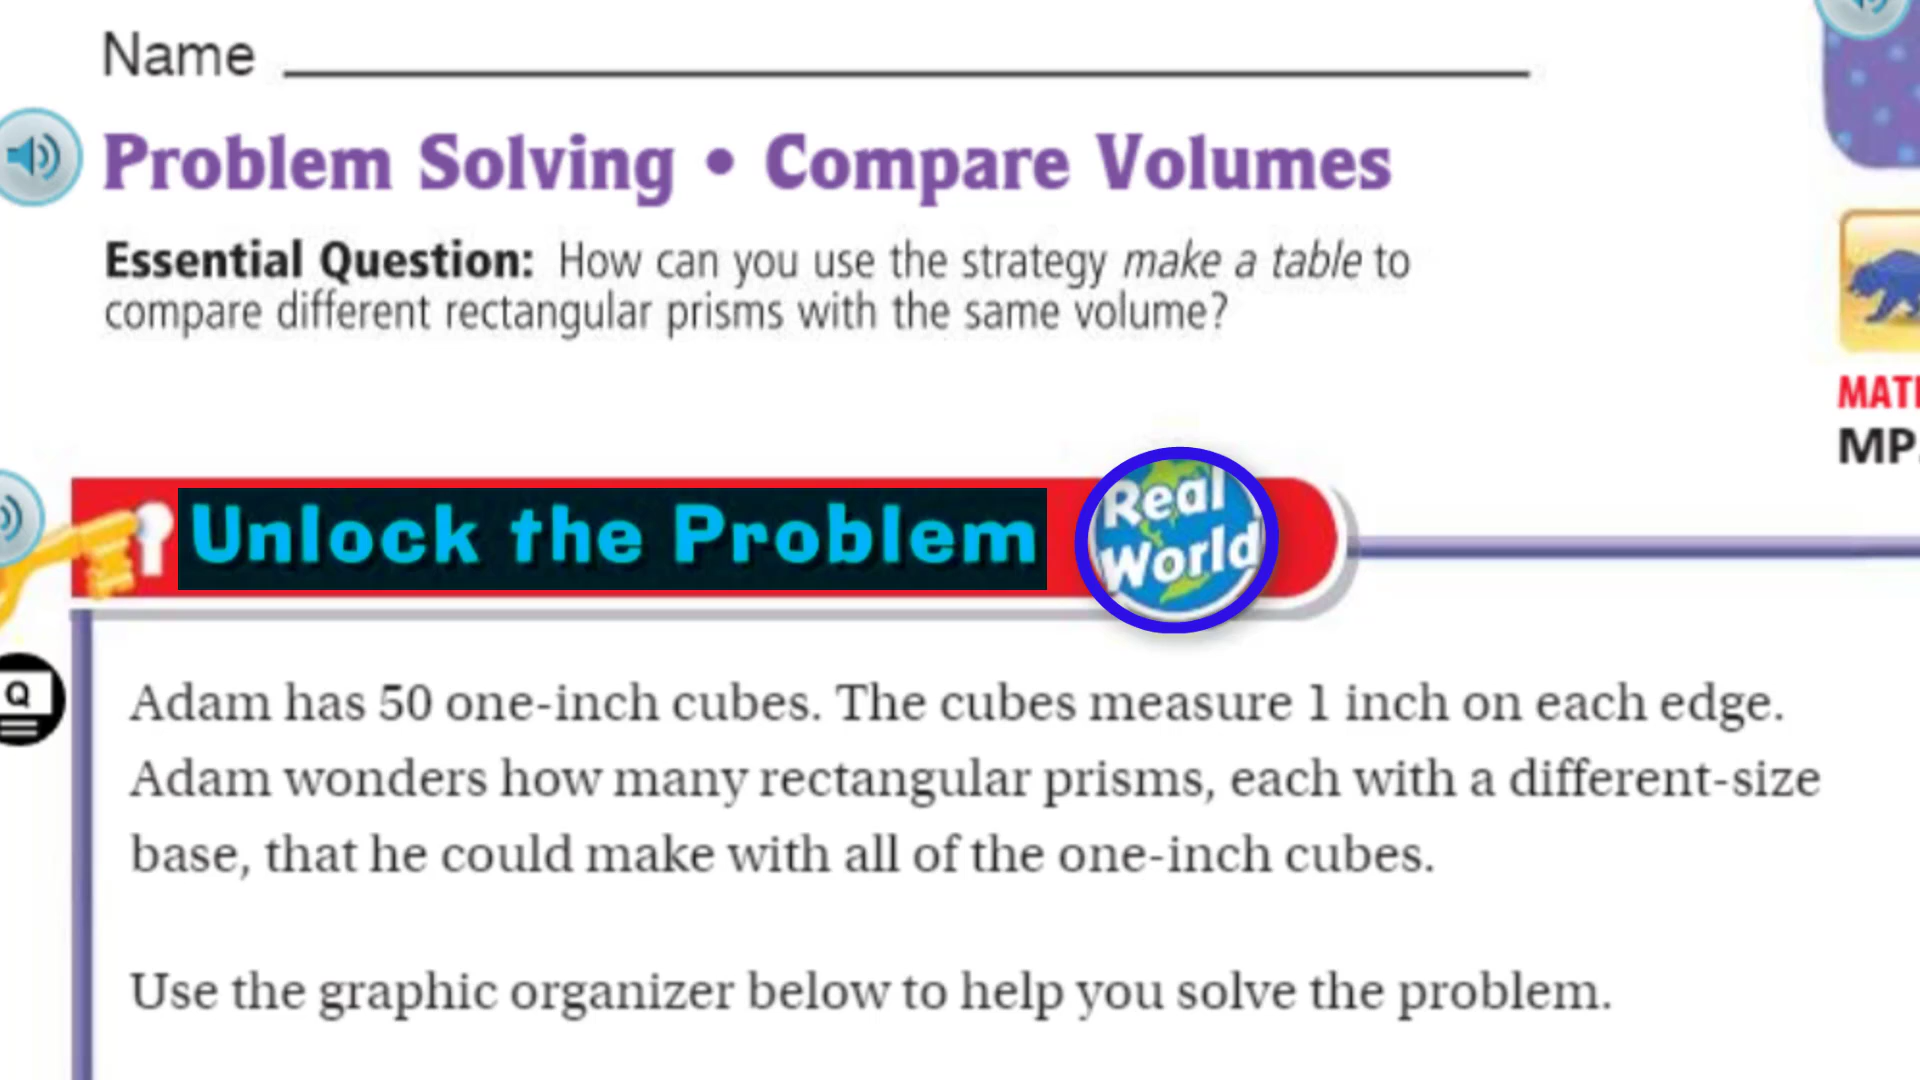 Name
Problem Solving • Compare Volumes
Essential Question: How can you use the strategy make a table to
compare different rectangular prisms with the same volume?
MP
Unlock the Problem
Real
World
Q
Adam has 50 one-inch cubes. The cubes measure 1 inch on each edge.
Adam wonders how many rectangular prisms, each with a different-size
base, that he could make with all of the one-inch cubes.
Use the graphic organizer below to help you solve the problem.